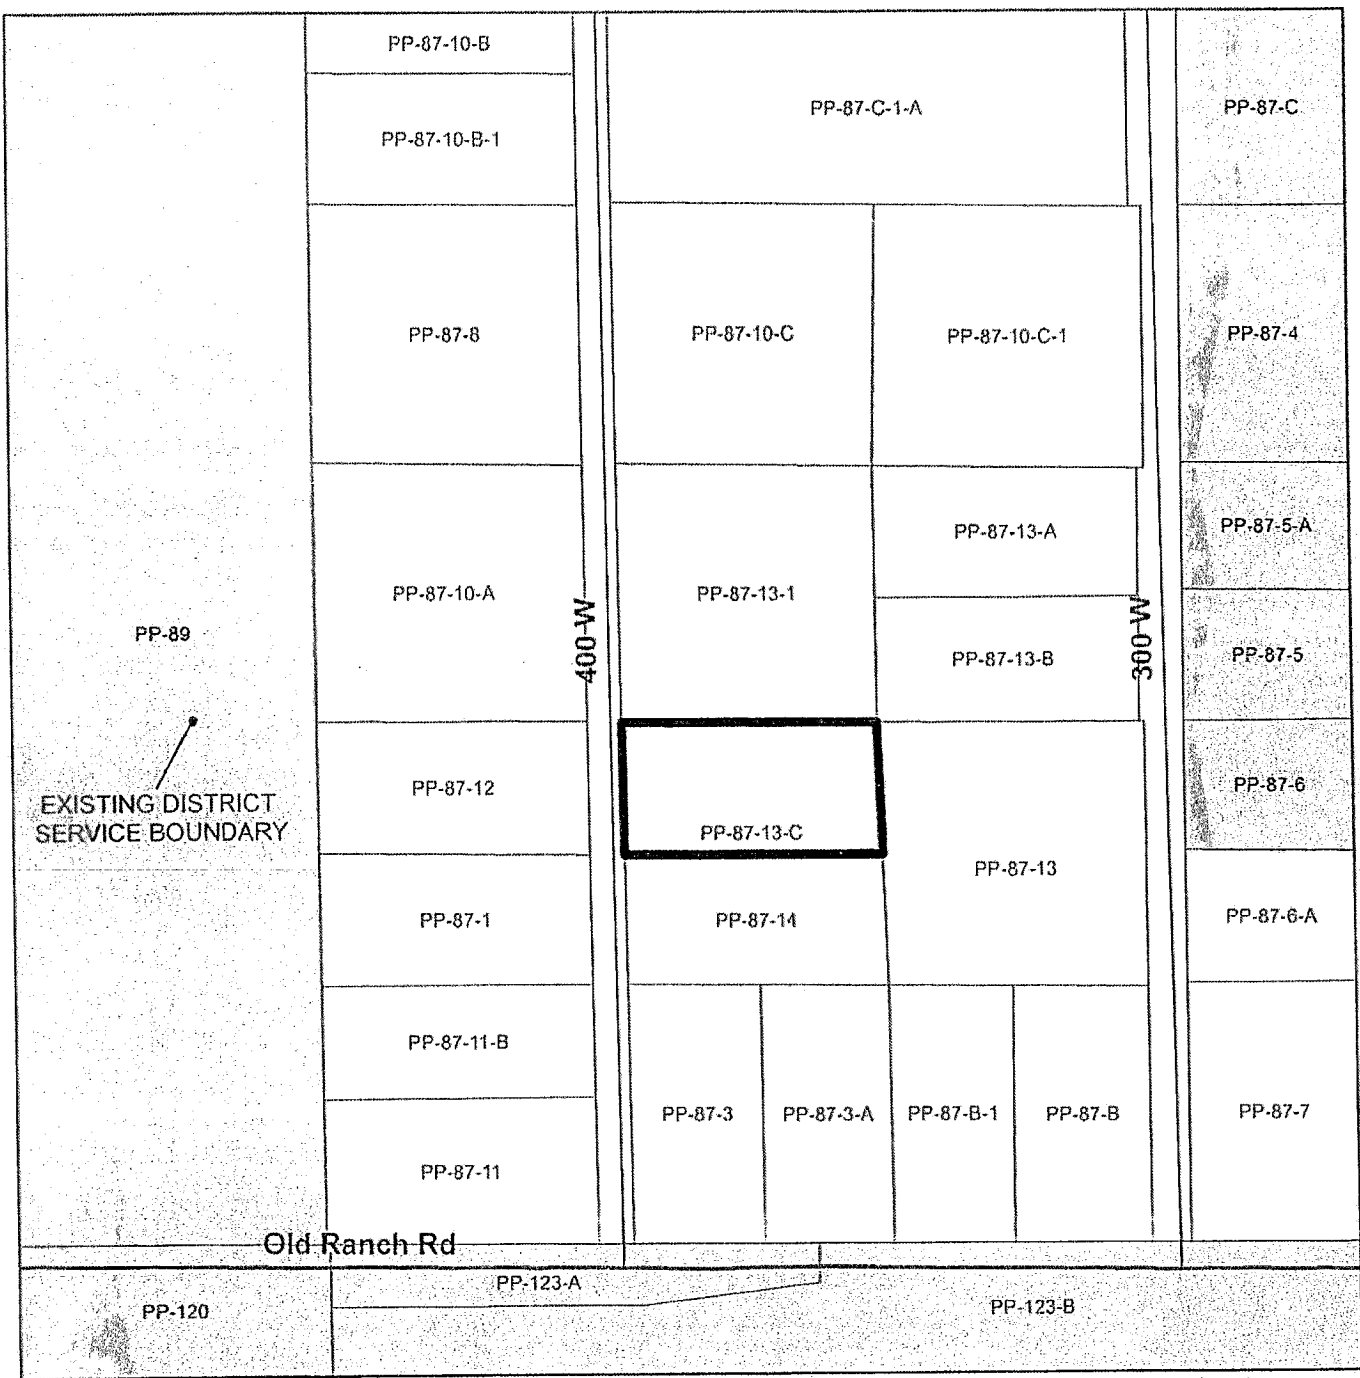 PP-87-10-B
PP-87-C-1-A
PP-87-C
PP-87-10-B-1
PP-87-8
PP-87-10-C
PP-87-10-C-1
PP-87-4
PP-87-13-A
PP-87-5-A
PP-87-10-A
400 W
PP-87-13-1
300 W
PP-89
PP-87-13-B
PP-87-5
EXISTING DISTRICT
SERVICE BOUNDARY
PP-87-12
PP-87-13-C
PP-87-6
PP-87-13
PP-87-1
PP-87-14
PP-87-6-A
PP-87-11-B
PP-87-3
PP-87-3-A
PP-87-B-1
PP-87-B
PP-87-7
PP-87-11
Old Ranch Rd
PP-123-A
PP-120
PP-123-B